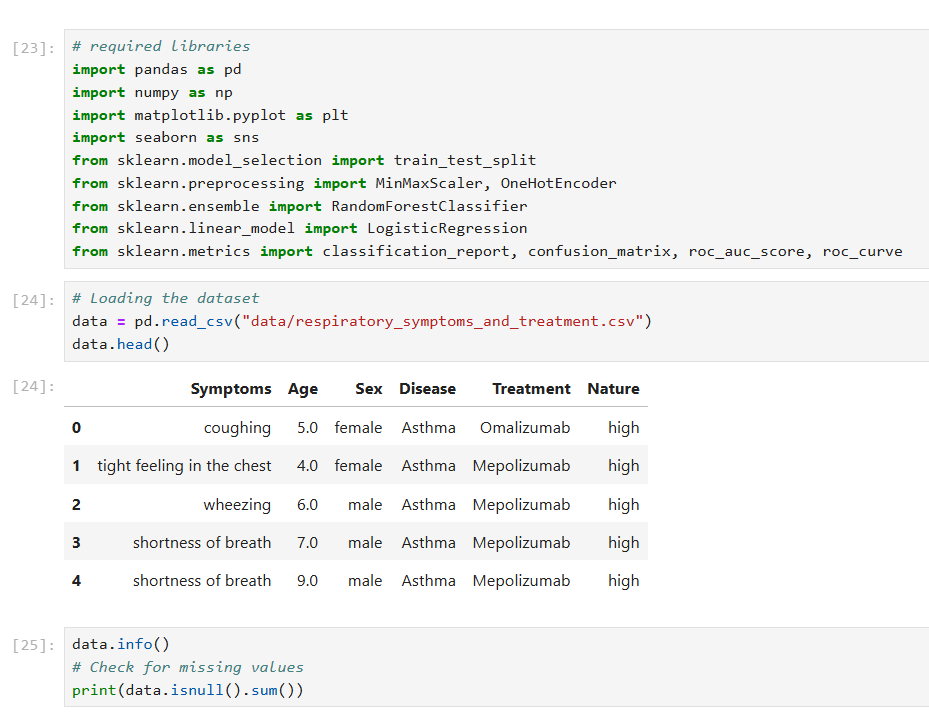 [23]: # required libraries
import pandas as pd
import numpy as np
import matplotlib.pyplot as plt
import seaborn as sns
from sklearn.model_selection import train_test_split
from sklearn.preprocessing import MinMaxScaler, OneHotEncoder
from sklearn.ensemble import RandomForestClassifier
from sklearn.linear_model import LogisticRegression
from sklearn.metrics import classification_report, confusion_matrix, roc_auc_score, roc_curve
[24]: # Loading the dataset
data = pd.read_csv("data/respiratory_symptoms_and_treatment.csv")
data.head()
[24]: Symptoms Age Sex Disease Treatment Nature
0 coughing 5.0 female Asthma Omalizumab high
1 tight feeling in the chest 4.0 female Asthma Mepolizumab high
2 wheezing 6.0 male Asthma Mepolizumab high
3 shortness of breath 7.0 male Asthma Mepolizumab high
4 shortness of breath 9.0 male Asthma Mepolizumab high
[25]: data.info()
# Check for missing values
print(data.isnull().sum())